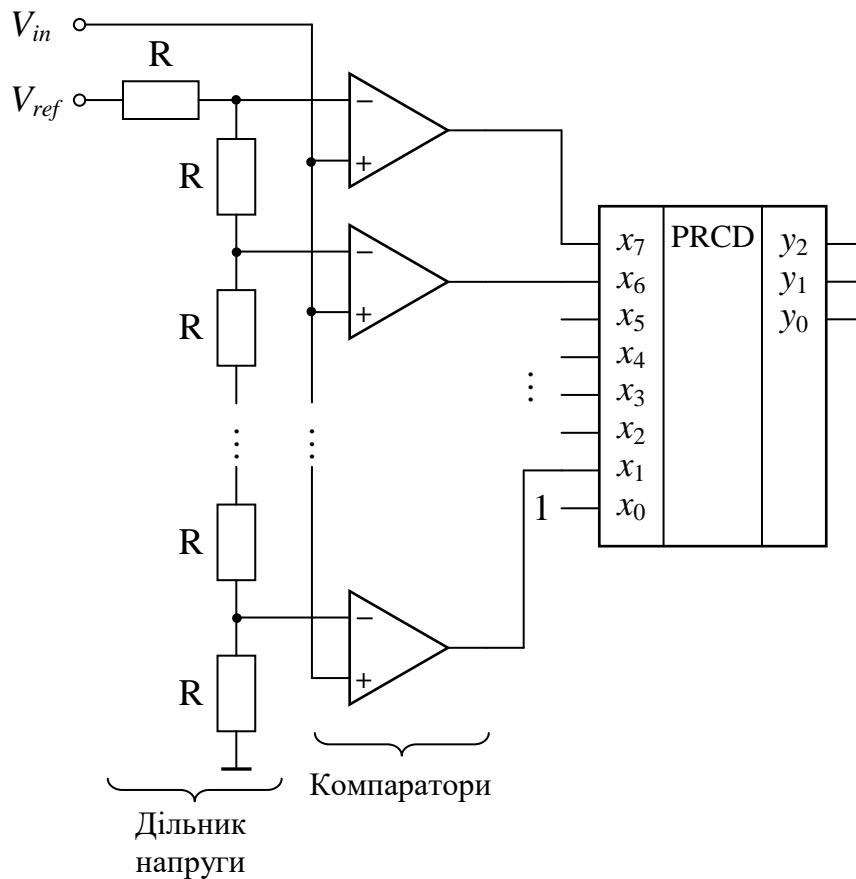 V_in
R
V_ref
−
R
+
x₇ PRCD y₂
R
−
x₆ y₁
+
x₅ y₀
R
x₄
⋮ x₃
⋮ ⋮
x₂
x₁
R
1 x₀
−
R
+
Компаратори
Дільник
напруги